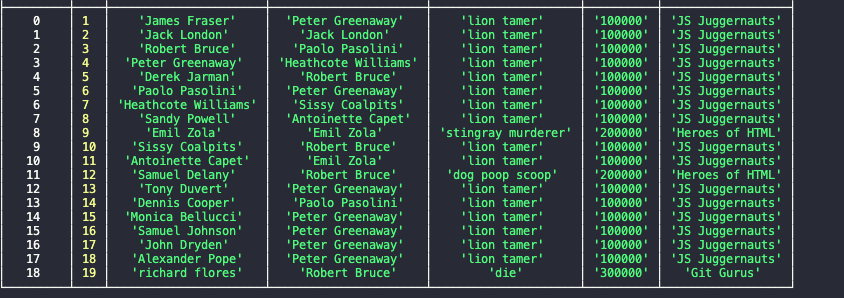 0 1 'James Fraser' 'Peter Greenaway' 'lion tamer' '100000' 'JS Juggernauts'
1 2 'Jack London' 'Jack London' 'lion tamer' '100000' 'JS Juggernauts'
2 3 'Robert Bruce' 'Paolo Pasolini' 'lion tamer' '100000' 'JS Juggernauts'
3 4 'Peter Greenaway' 'Heathcote Williams' 'lion tamer' '100000' 'JS Juggernauts'
4 5 'Derek Jarman' 'Robert Bruce' 'lion tamer' '100000' 'JS Juggernauts'
5 6 'Paolo Pasolini' 'Peter Greenaway' 'lion tamer' '100000' 'JS Juggernauts'
6 7 'Heathcote Williams' 'Sissy Coalpits' 'lion tamer' '100000' 'JS Juggernauts'
7 8 'Sandy Powell' 'Antoinette Capet' 'lion tamer' '100000' 'JS Juggernauts'
8 9 'Emil Zola' 'Emil Zola' 'stingray murderer' '200000' 'Heroes of HTML'
9 10 'Sissy Coalpits' 'Robert Bruce' 'lion tamer' '100000' 'JS Juggernauts'
10 11 'Antoinette Capet' 'Emil Zola' 'lion tamer' '100000' 'JS Juggernauts'
11 12 'Samuel Delany' 'Robert Bruce' 'dog poop scoop' '200000' 'Heroes of HTML'
12 13 'Tony Duvert' 'Peter Greenaway' 'lion tamer' '100000' 'JS Juggernauts'
13 14 'Dennis Cooper' 'Paolo Pasolini' 'lion tamer' '100000' 'JS Juggernauts'
14 15 'Monica Bellucci' 'Peter Greenaway' 'lion tamer' '100000' 'JS Juggernauts'
15 16 'Samuel Johnson' 'Peter Greenaway' 'lion tamer' '100000' 'JS Juggernauts'
16 17 'John Dryden' 'Peter Greenaway' 'lion tamer' '100000' 'JS Juggernauts'
17 18 'Alexander Pope' 'Peter Greenaway' 'lion tamer' '100000' 'JS Juggernauts'
18 19 'richard flores' 'Robert Bruce' 'die' '300000' 'Git Gurus'